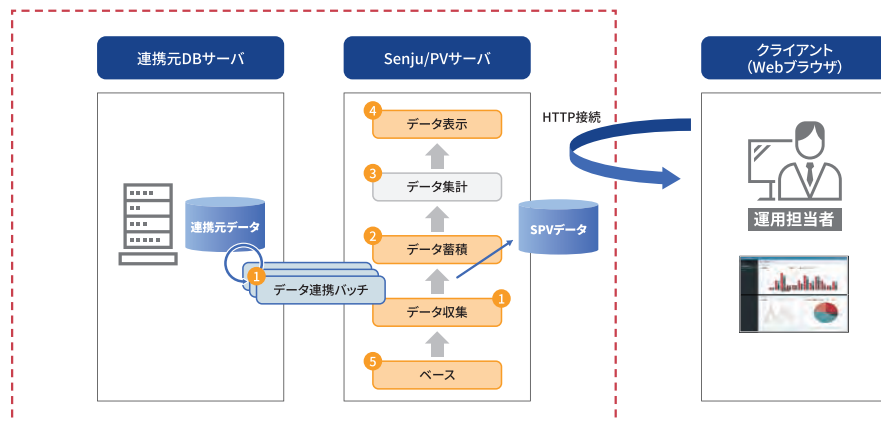 連携元DBサーバ
Senju/PVサーバ
クライアント
（Webブラウザ）
HTTP接続
4
データ表示
3
データ集計
2
データ蓄積
1
データ収集
5
ベース
連携元データ
1
データ連携バッチ
SPVデータ
運用担当者